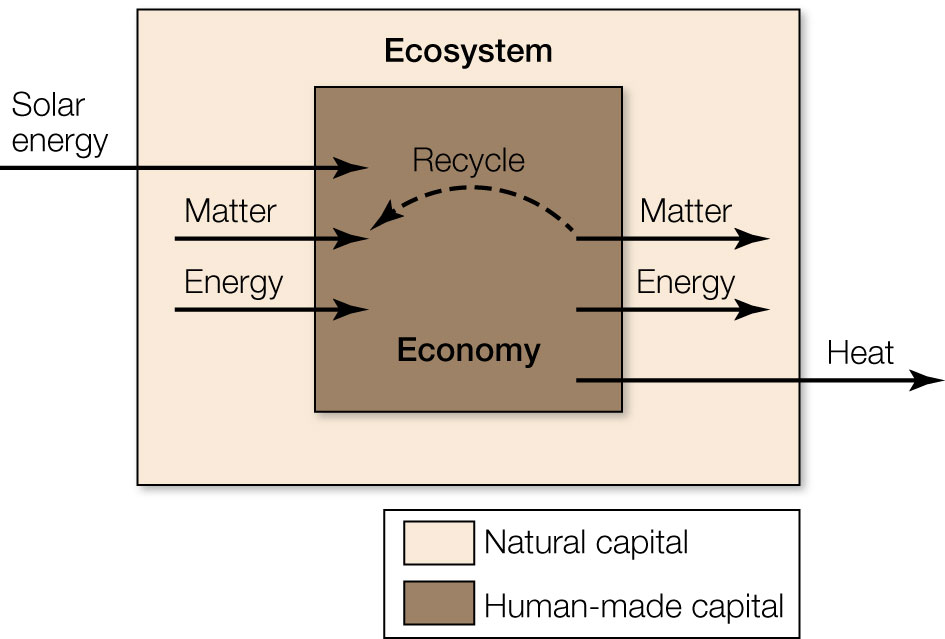 Ecosystem
Solar
energy
Recycle
Matter
Matter
Energy
Energy
Economy
Heat
Natural capital
Human-made capital